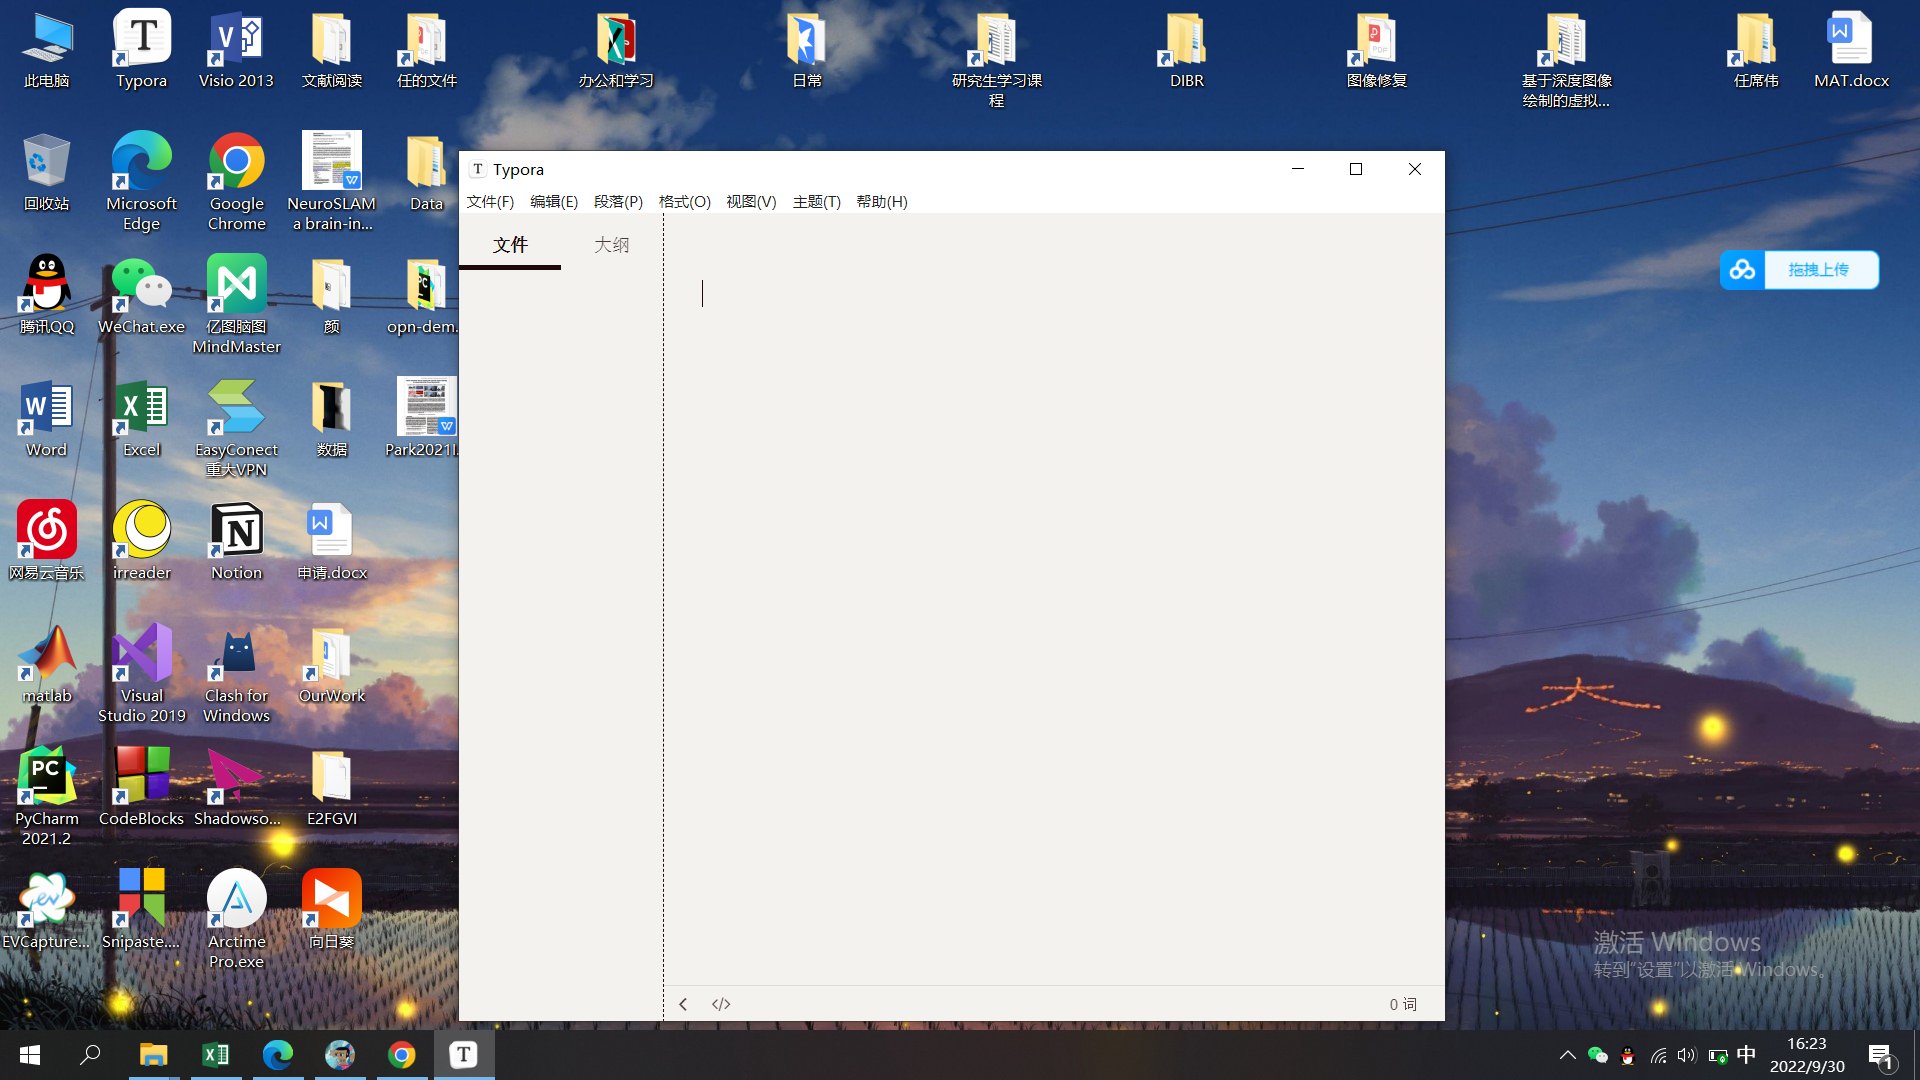 此电脑
Typora
Visio 2013
文献阅读
任的文件
办公和学习
日常
研究生学习课
程
DIBR
图像修复
基于深度图像
绘制的虚拟...
任席伟
MAT.docx
回收站
Microsoft
Edge
Google
Chrome
NeuroSLAM
a brain-in...
Data
腾讯QQ
WeChat.exe
亿图脑图
MindMaster
颜
opn-dem.
Word
Excel
EasyConect
重大VPN
数据
Park2021I.
网易云音乐
irreader
Notion
申请.docx
matlab
Visual
Studio 2019
Clash for
Windows
OurWork
PyCharm
2021.2
CodeBlocks
Shadowso...
E2FGVI
EVCapture...
Snipaste....
Arctime
Pro.exe
向日葵
Typora
文件(F) 编辑(E) 段落(P) 格式(O) 视图(V) 主题(T) 帮助(H)
文件 大纲
</>
0 词
拖拽上传
激活 Windows
转到"设置"以激活 Windows。
中
16:23
2022/9/30
1